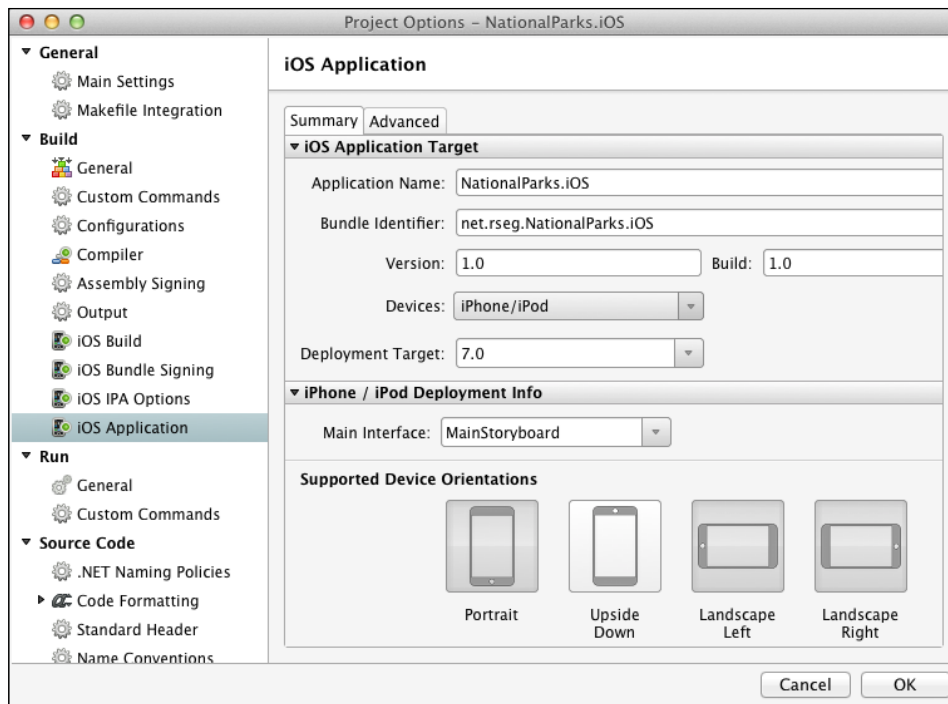 Project Options – NationalParks.iOS
General
Main Settings
Makefile Integration
Build
General
Custom Commands
Configurations
Compiler
Assembly Signing
Output
iOS Build
iOS Bundle Signing
iOS IPA Options
iOS Application
Run
General
Custom Commands
Source Code
.NET Naming Policies
Code Formatting
Standard Header
Name Conventions
iOS Application
Summary Advanced
iOS Application Target
Application Name: NationalParks.iOS
Bundle Identifier: net.rseg.NationalParks.iOS
Version: 1.0 Build: 1.0
Devices: iPhone/iPod
Deployment Target: 7.0
iPhone / iPod Deployment Info
Main Interface: MainStoryboard
Supported Device Orientations
Portrait Upside Landscape Landscape
Down Left Right
Cancel OK